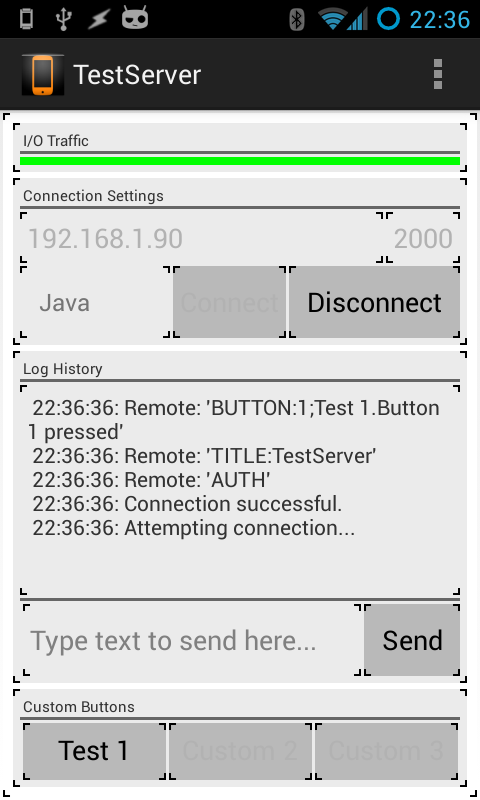 22:36
TestServer
I/O Traffic
Connection Settings
192.168.1.90 2000
Java Connect Disconnect
Log History
22:36:36: Remote: 'BUTTON:1;Test 1.Button
1 pressed'
22:36:36: Remote: 'TITLE:TestServer'
22:36:36: Remote: 'AUTH'
22:36:36: Connection successful.
22:36:36: Attempting connection...
Type text to send here... Send
Custom Buttons
Test 1 Custom 2 Custom 3